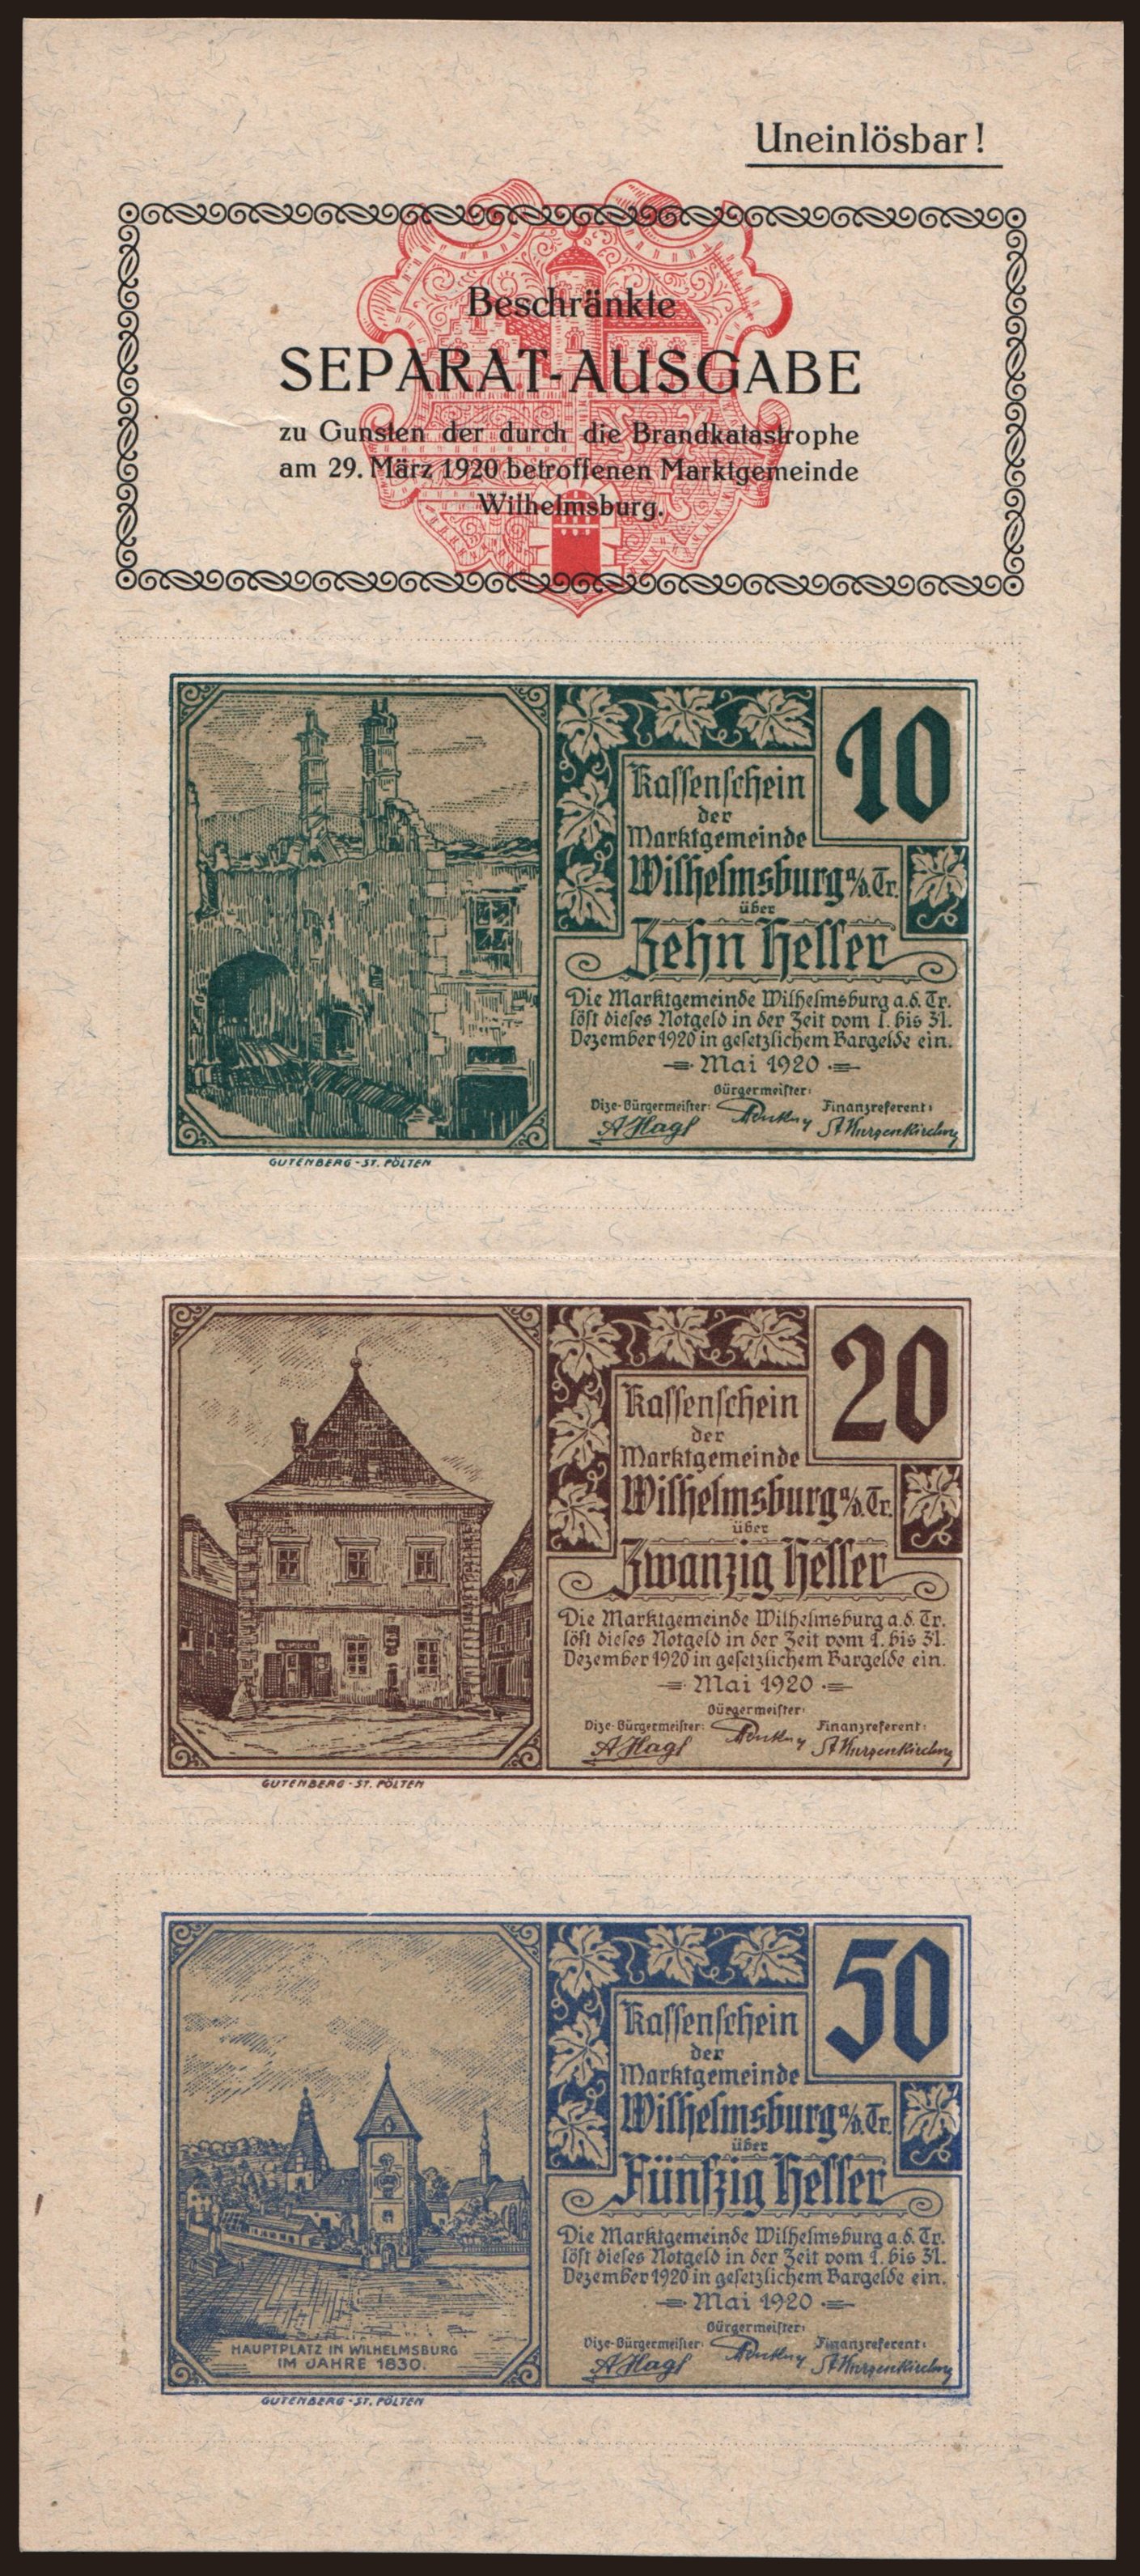 Uneinlösbar!
Beschränkte
SEPARAT-AUSGABE
zu Gunsten der durch die Brandkatastrophe
am 29. März 1920 betroffenen Marktgemeinde
Wilhelmsburg.
10
Kassenschein
der
Marktgemeinde
Wilhelmsburg a/d. Tr.
über
Zehn Heller
Die Marktgemeinde Wilhelmsburg a. d. Tr.
löst dieses Notgeld in der Zeit vom 1. bis 31.
Dezember 1920 in gesetzlichem Bargelde ein.
Mai 1920
Bürgermeister:
Vize-Bürgermeister: Finanzreferent:
A Hagl
GUTENBERG - ST. PÖLTEN
20
Kassenschein
der
Marktgemeinde
Wilhelmsburg a/d. Tr.
über
Zwanzig Heller
Die Marktgemeinde Wilhelmsburg a. d. Tr.
löst dieses Notgeld in der Zeit vom 1. bis 31.
Dezember 1920 in gesetzlichem Bargelde ein.
Mai 1920
Bürgermeister:
Vize-Bürgermeister: Finanzreferent:
A Hagl
GUTENBERG - ST. PÖLTEN
50
Kassenschein
der
Marktgemeinde
Wilhelmsburg a/d. Tr.
über
Fünfzig Heller
Die Marktgemeinde Wilhelmsburg a. d. Tr.
löst dieses Notgeld in der Zeit vom 1. bis 31.
Dezember 1920 in gesetzlichem Bargelde ein.
Mai 1920
Bürgermeister:
Vize-Bürgermeister: Finanzreferent:
A Hagl
HAUPTPLATZ IN WILHELMSBURG
IM JAHRE 1830.
GUTENBERG - ST. PÖLTEN